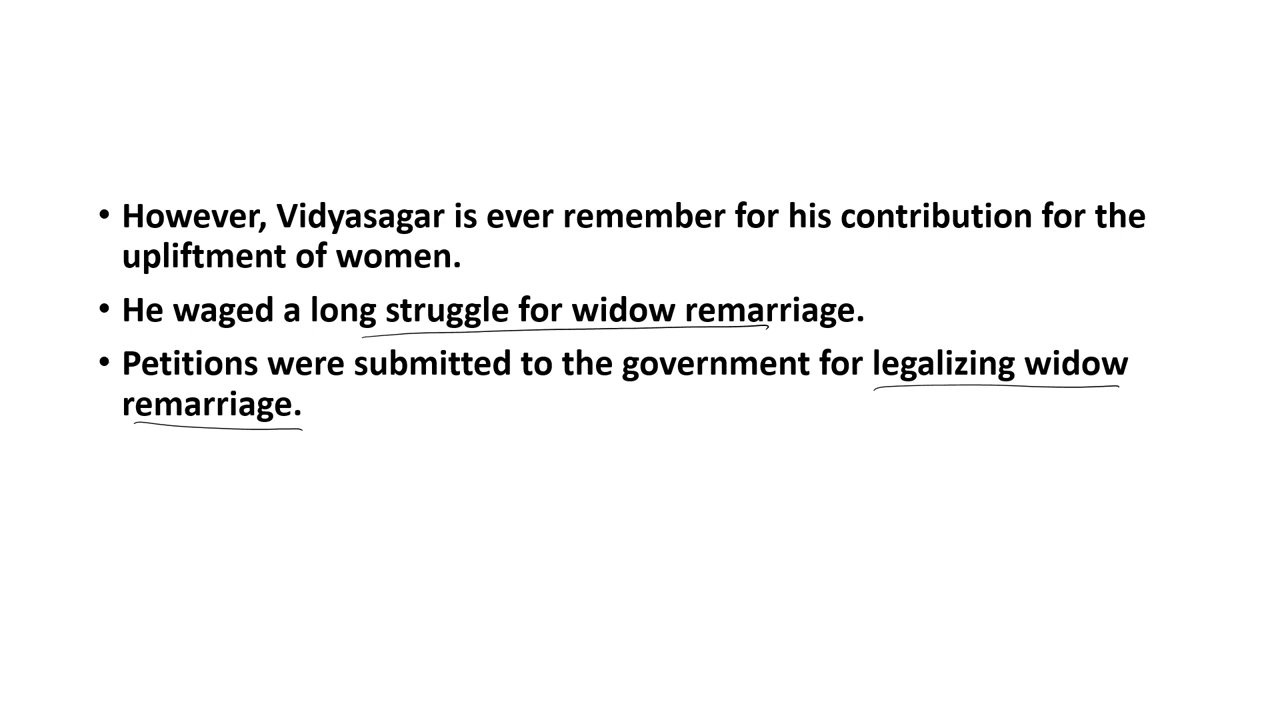 • However, Vidyasagar is ever remember for his contribution for the
upliftment of women.
• He waged a long struggle for widow remarriage.
• Petitions were submitted to the government for legalizing widow
remarriage.